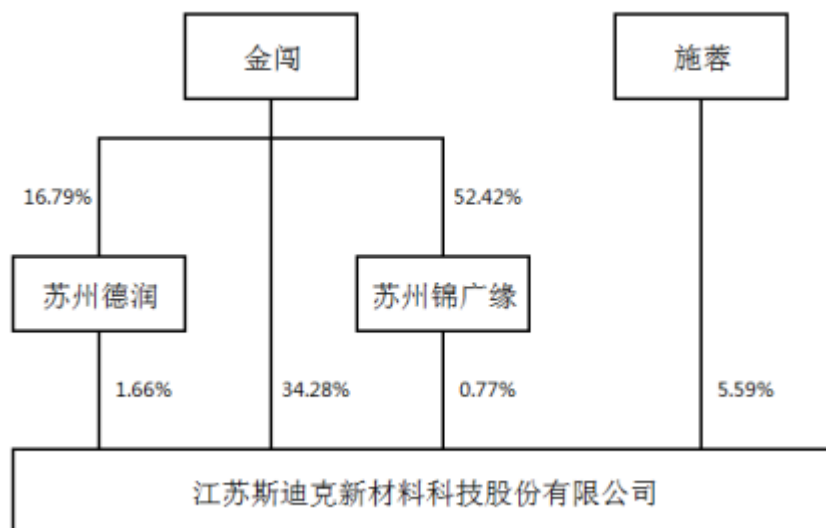 金闯
施蓉
16.79%
52.42%
苏州德润
苏州锦广缘
1.66%
34.28%
0.77%
5.59%
江苏斯迪克新材料科技股份有限公司